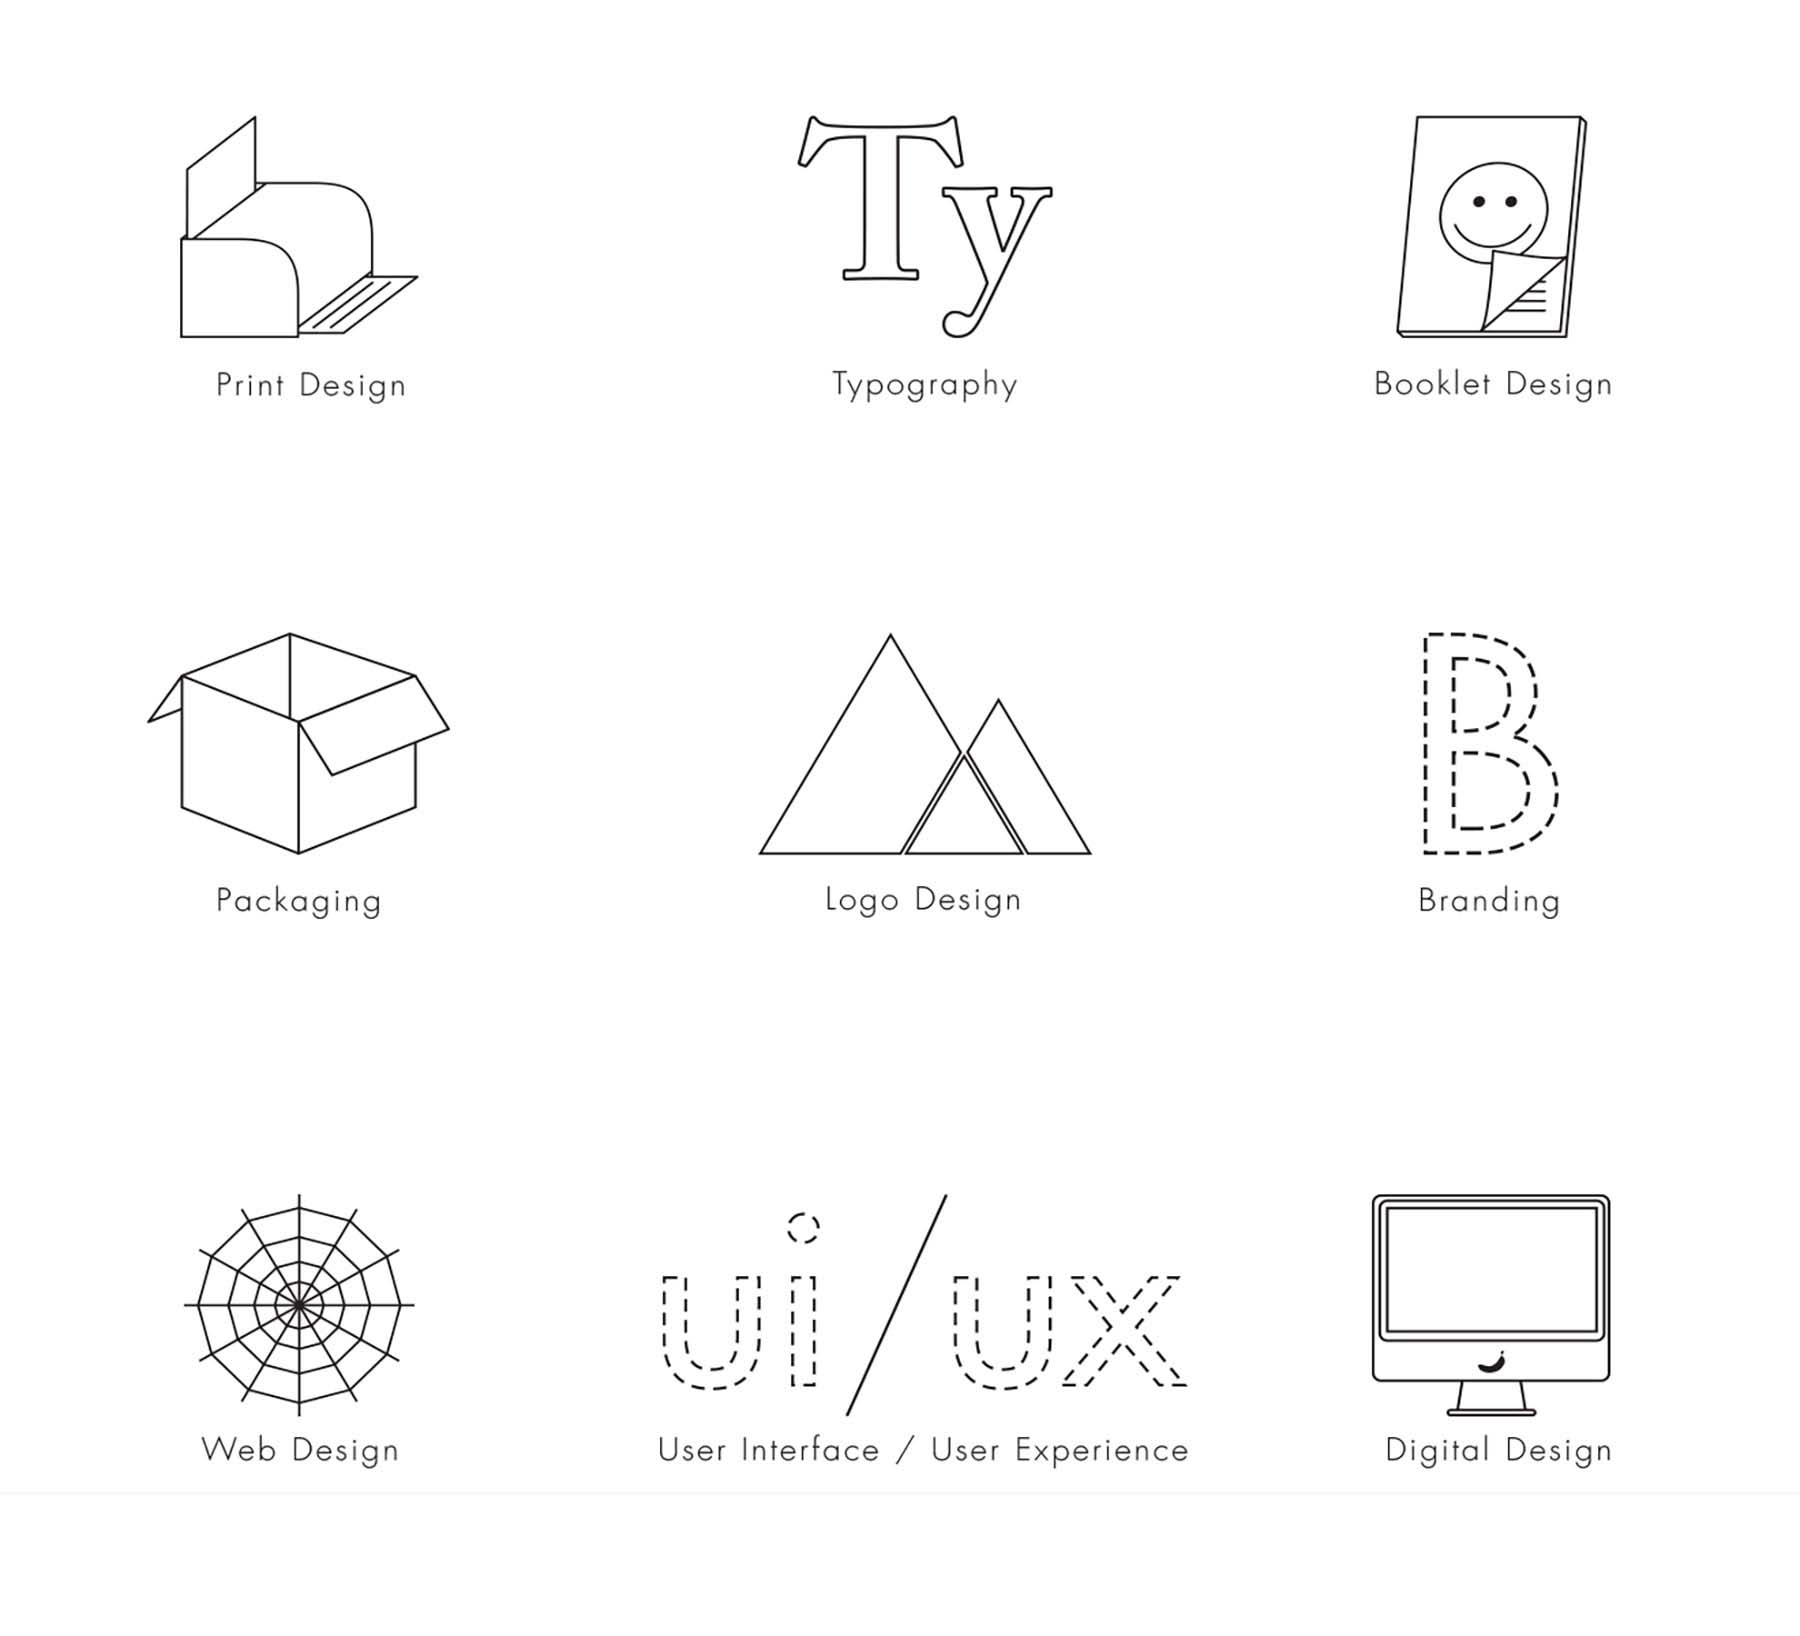 Ty
Print Design
Typography
Booklet Design
B
Packaging
Logo Design
Branding
ui/ux
Web Design
User Interface / User Experience
Digital Design